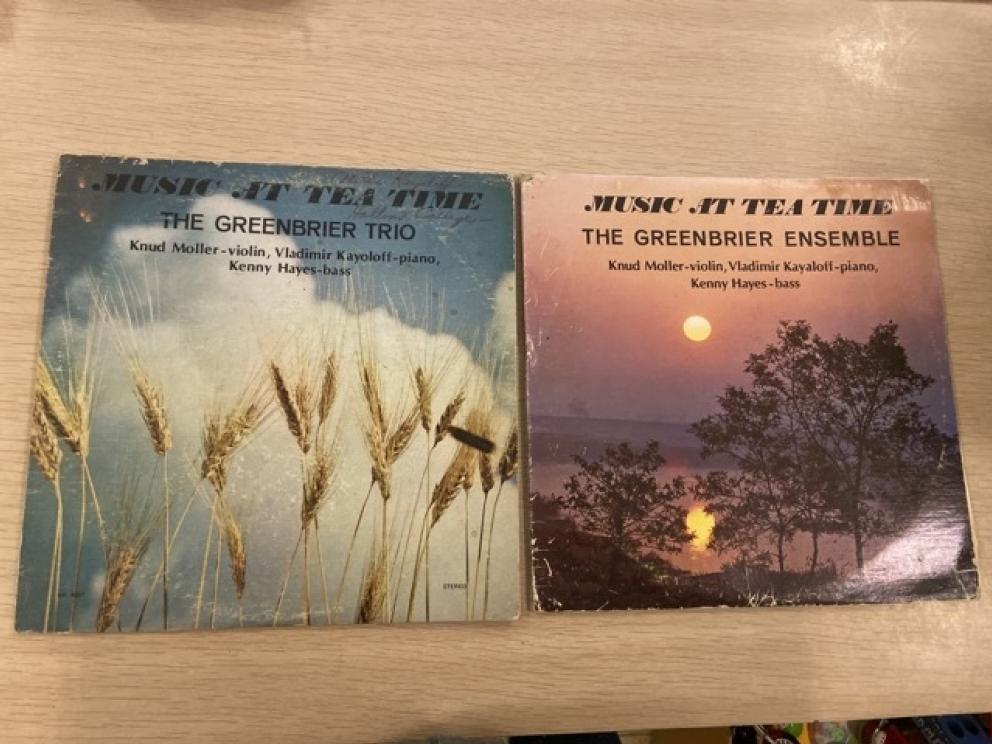 MUSIC AT TEA TIME
THE GREENBRIER TRIO
Knud Moller-violin, Vladimir Kayoloff-piano,
Kenny Hayes-bass
STEREO
MUSIC AT TEA TIME
THE GREENBRIER ENSEMBLE
Knud Moller-violin, Vladimir Kayaloff-piano,
Kenny Hayes-bass